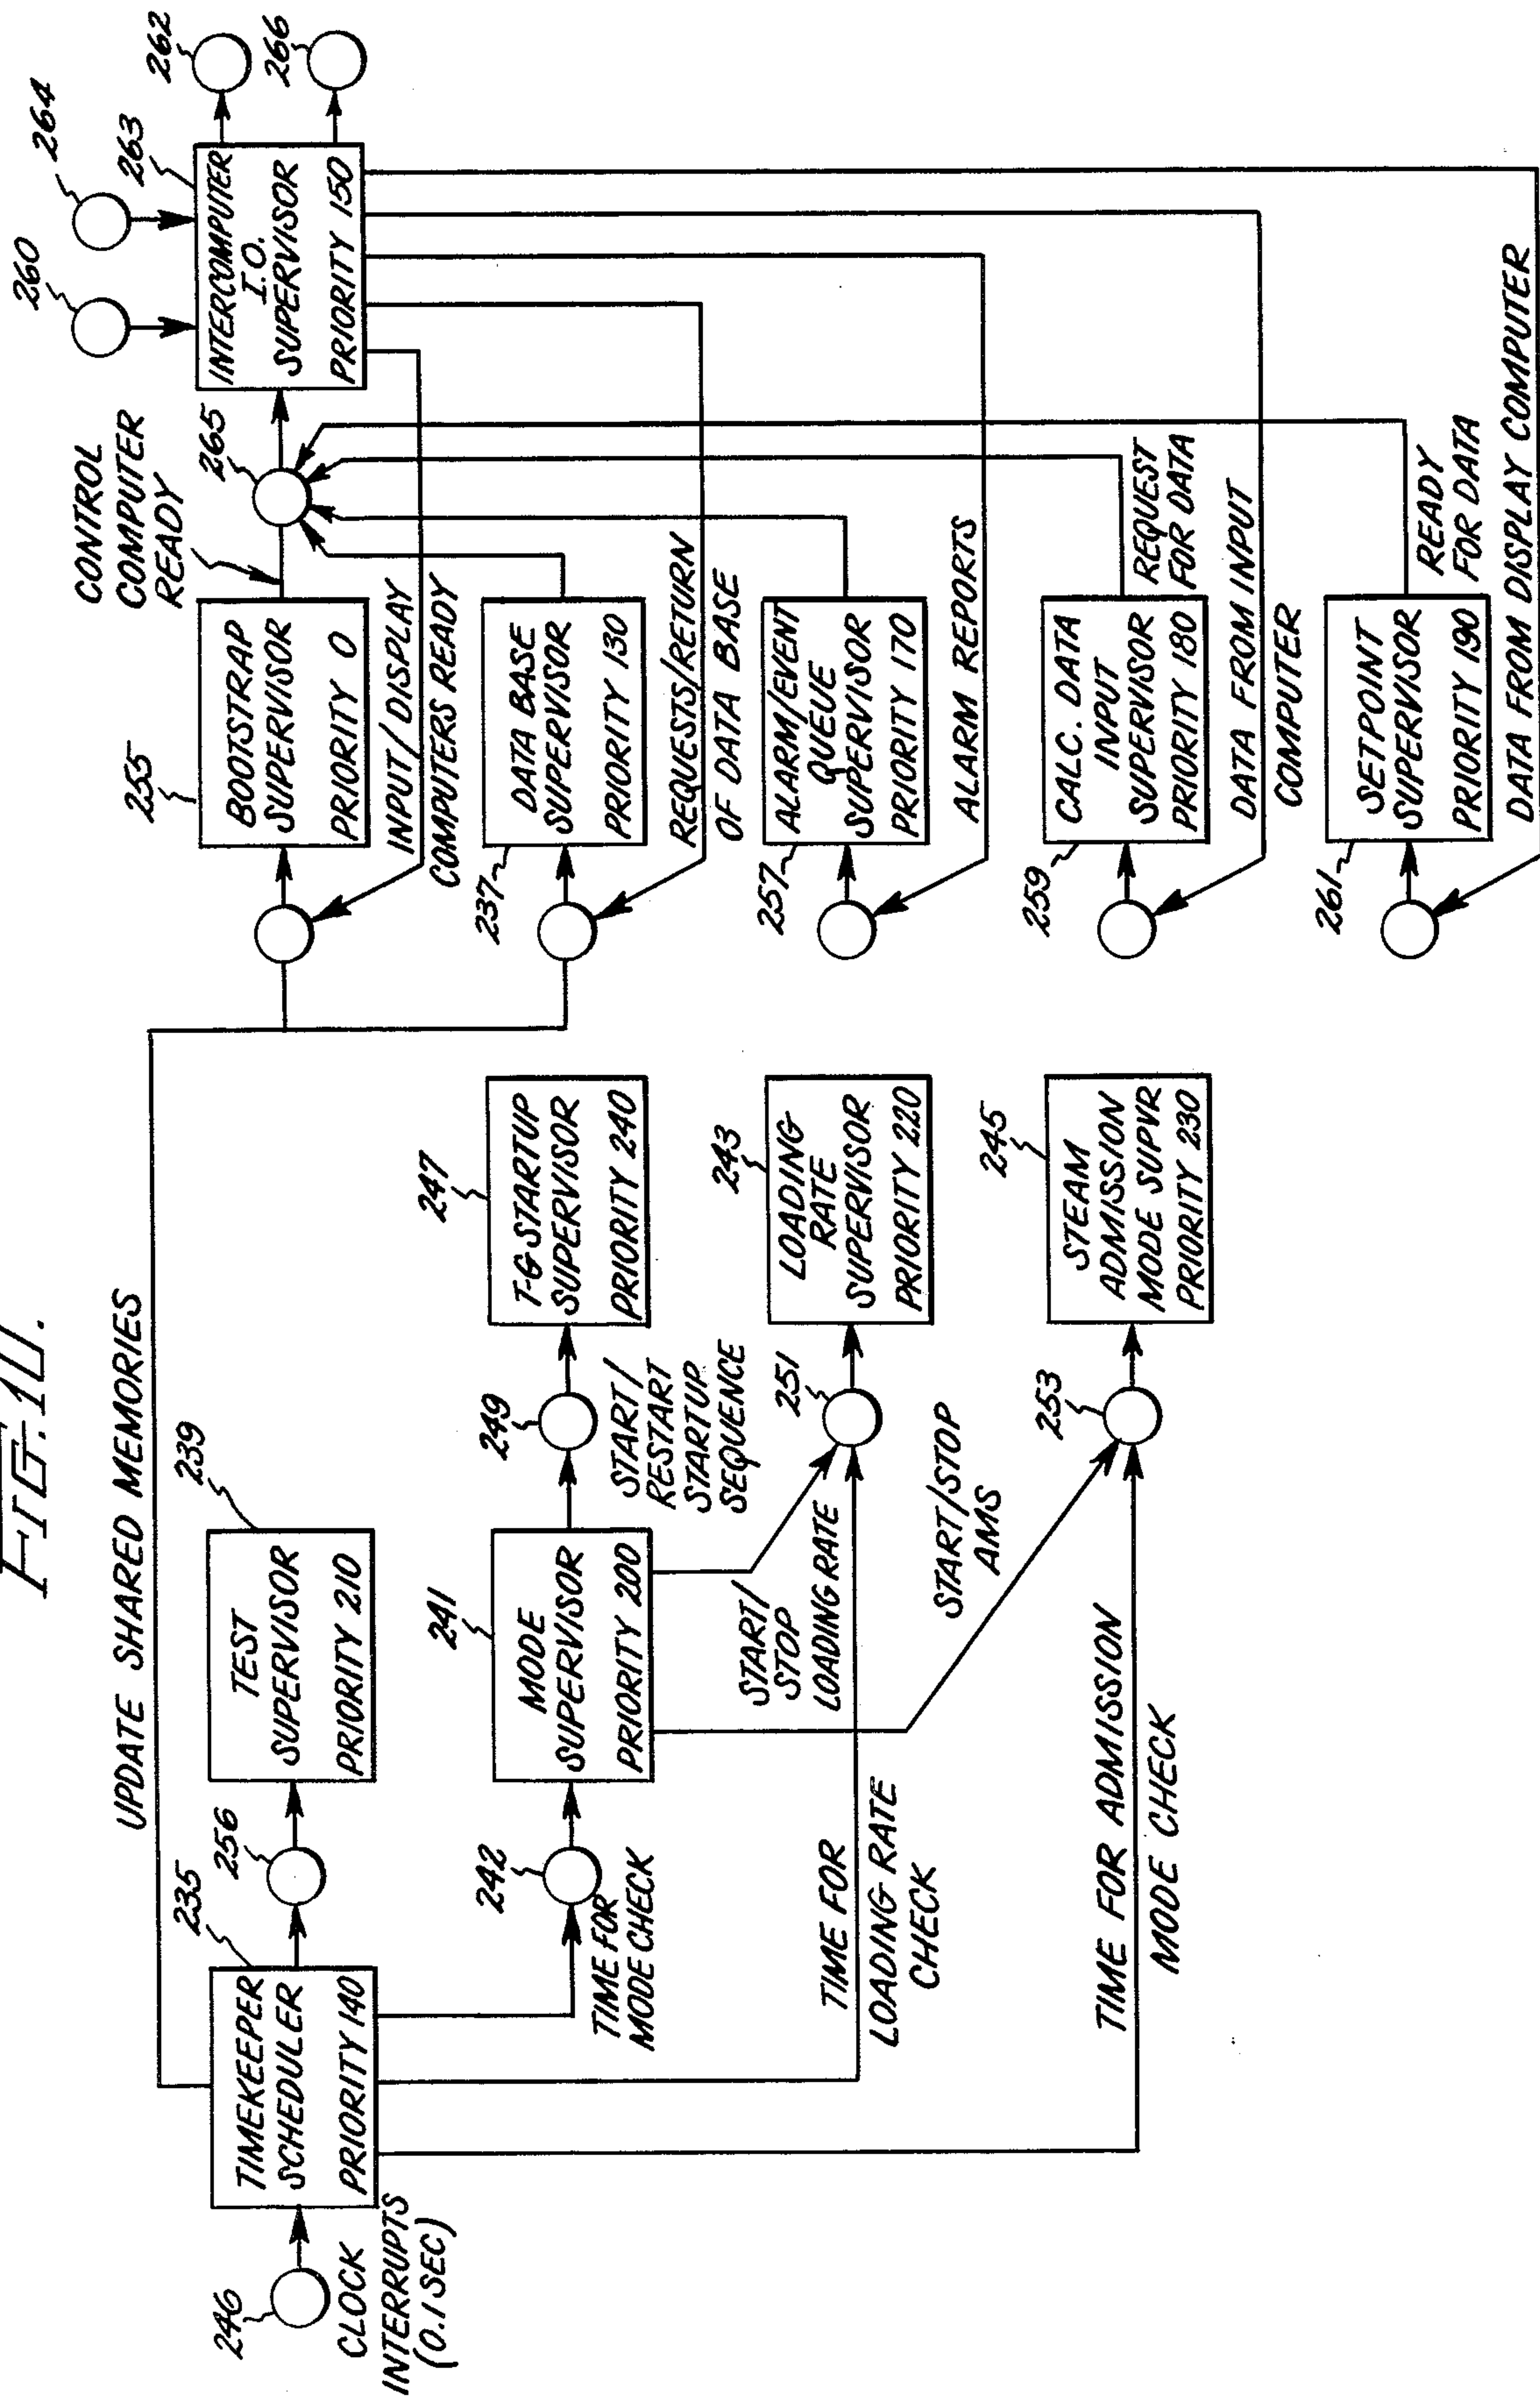 FIG.10.
UPDATE SHARED MEMORIES
246
CLOCK
INTERRUPTS
(0.1 SEC)
235
TIMEKEEPER
SCHEDULER
PRIORITY 140
256
239
TEST
SUPERVISOR
PRIORITY 210
242
TIME FOR
MODE CHECK
241
MODE
SUPERVISOR
PRIORITY 200
249
START/
RESTART
STARTUP
SEQUENCE
247
T-G STARTUP
SUPERVISOR
PRIORITY 240
TIME FOR
LOADING RATE
CHECK
START/
STOP
LOADING RATE
251
243
LOADING
RATE
SUPERVISOR
PRIORITY 220
TIME FOR ADMISSION
MODE CHECK
START/STOP
AMS
253
245
STEAM
ADMISSION
MODE SUPVR
PRIORITY 230
255
BOOTSTRAP
SUPERVISOR
PRIORITY 0
CONTROL
COMPUTER
READY
265
260
264
263
INTERCOMPUTER
I.O.
SUPERVISOR
PRIORITY 150
262
266
INPUT/DISPLAY
COMPUTERS READY
237
DATA BASE
SUPERVISOR
PRIORITY 130
REQUESTS/RETURN
OF DATA BASE
257
ALARM/EVENT
QUEUE
SUPERVISOR
PRIORITY 170
ALARM REPORTS
259
CALC. DATA
INPUT
SUPERVISOR
PRIORITY 180
REQUEST
FOR DATA
DATA FROM INPUT
COMPUTER
261
SETPOINT
SUPERVISOR
PRIORITY 190
READY
FOR DATA
DATA FROM DISPLAY COMPUTER